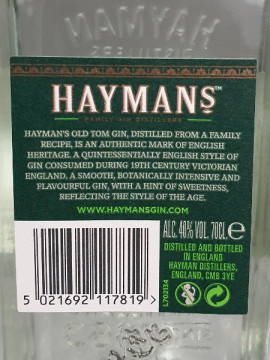 HAYMAN
HAYMANS™
FAMILY GIN DISTILLERS
HAYMAN'S OLD TOM GIN, DISTILLED FROM A FAMILY
RECIPE, IS AN AUTHENTIC MARK OF ENGLISH
HERITAGE. A QUINTESSENTIALLY ENGLISH STYLE OF
GIN CONSUMED DURING 19TH CENTURY VICTORIAN
ENGLAND, A SMOOTH, BOTANICALLY INTENSIVE AND
FLAVOURFUL GIN, WITH A HINT OF SWEETNESS,
REFLECTING THE STYLE OF THE AGE.
WWW.HAYMANSGIN.COM
ALC. 40% VOL. 70CL e
DISTILLED AND BOTTLED
IN ENGLAND
HAYMAN DISTILLERS,
ENGLAND, CM8 3YE
L702134
5 021692 117819 >